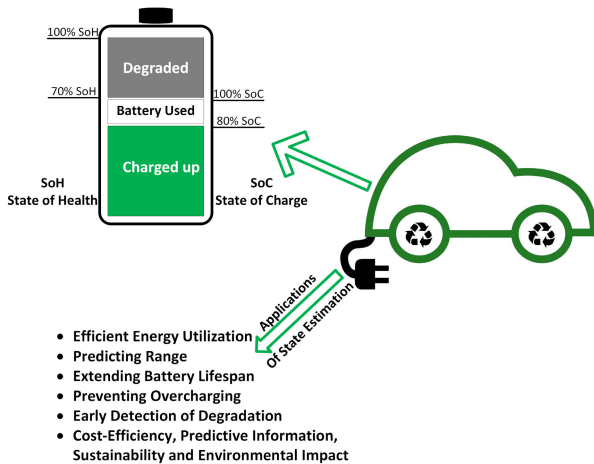 100% SoH
Degraded
70% SoH
100% SoC
Battery Used
80% SoC
Charged up
SoH
State of Health
SoC
State of Charge
Applications
Of State Estimation
• Efficient Energy Utilization
• Predicting Range
• Extending Battery Lifespan
• Preventing Overcharging
• Early Detection of Degradation
• Cost-Efficiency, Predictive Information,
Sustainability and Environmental Impact